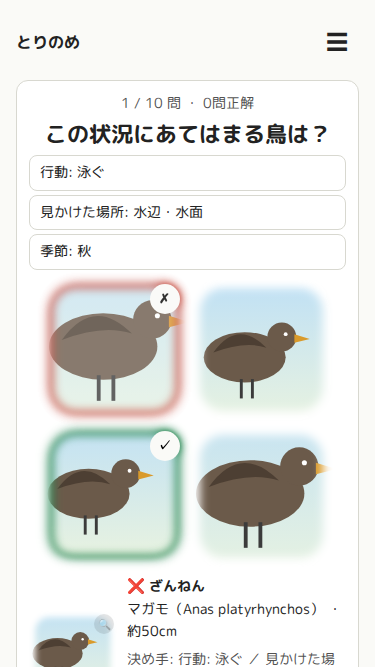 とりのめ
1 / 10 問 · 0問正解
この状況にあてはまる鳥は？
行動: 泳ぐ
見かけた場所: 水辺・水面
季節: 秋
✗
✓
❌ ざんねん
マガモ（Anas platyrhynchos） ·
約50cm
決め手: 行動: 泳ぐ ／ 見かけた場